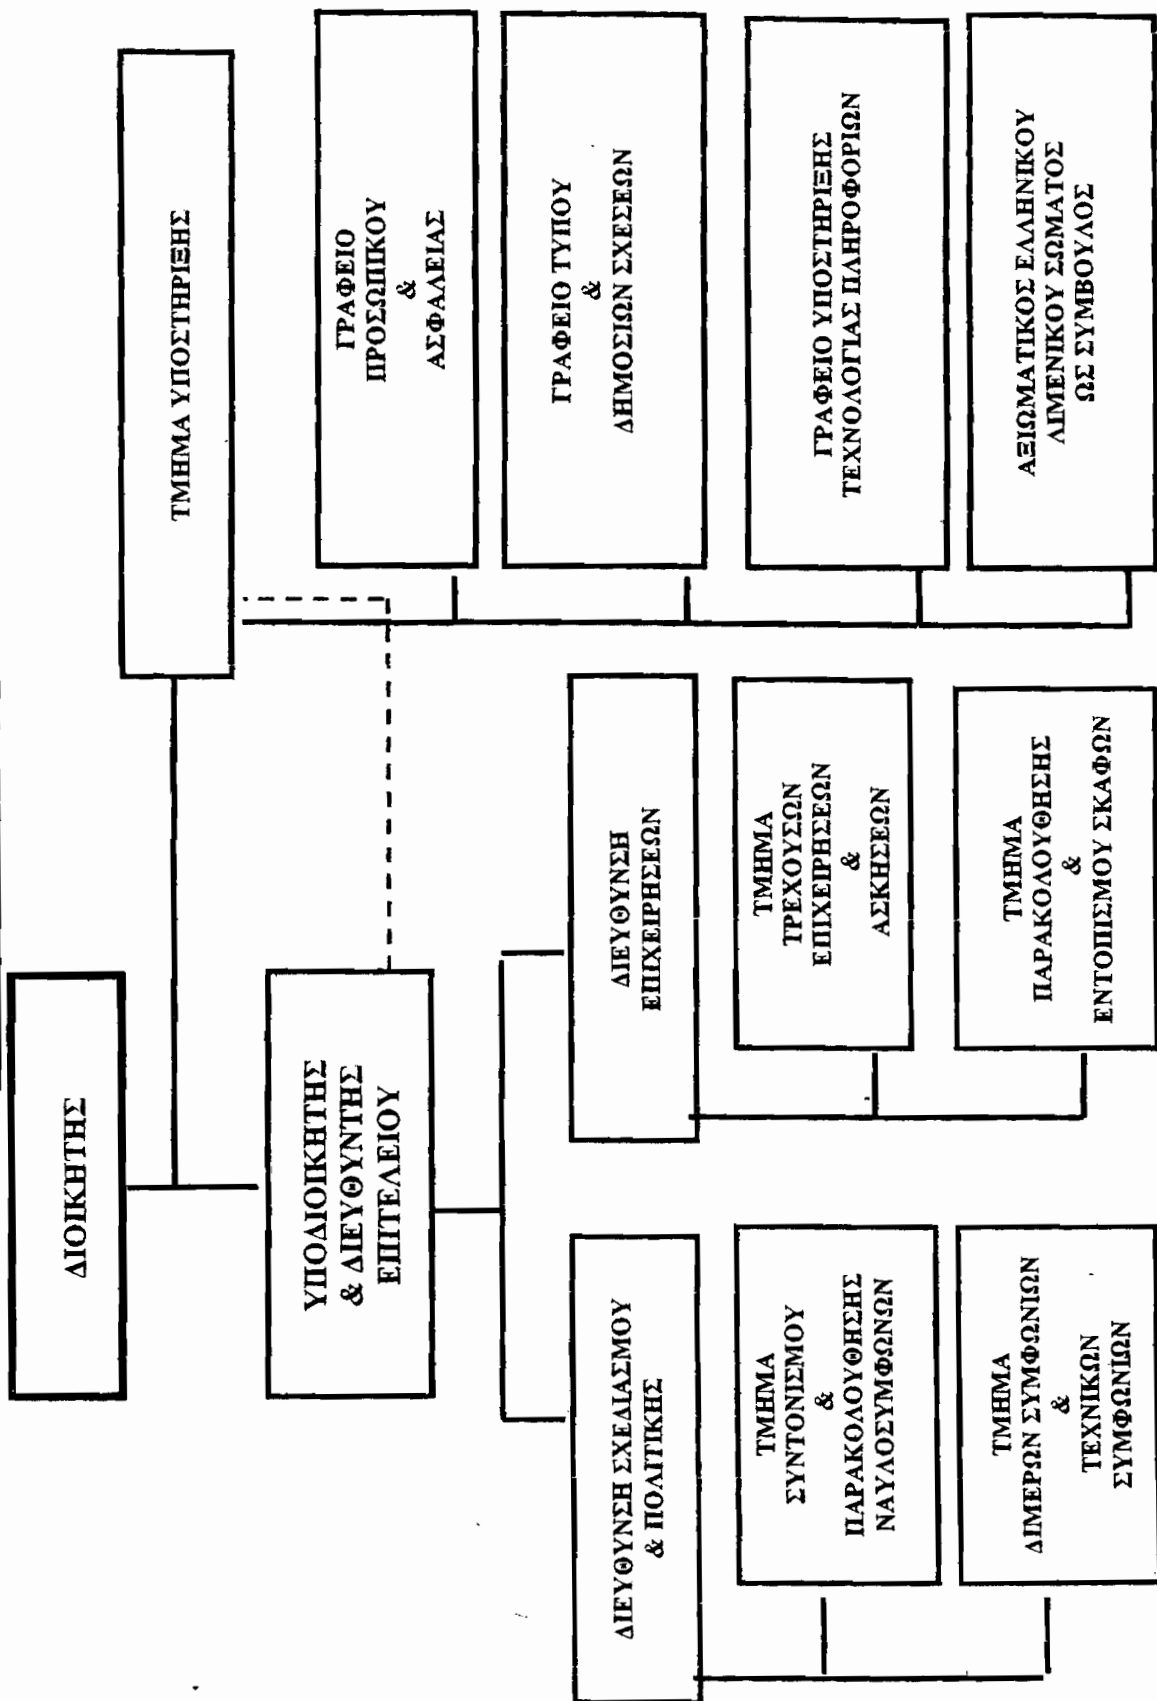 ΔΙΟΙΚΗΤΗΣ
ΤΜΗΜΑ ΥΠΟΣΤΗΡΙΞΗΣ
ΥΠΟΔΙΟΙΚΗΤΗΣ
& ΔΙΕΥΘΥΝΤΗΣ
ΕΠΙΤΕΛΕΙΟΥ
ΔΙΕΥΘΥΝΣΗ ΣΧΕΔΙΑΣΜΟΥ
& ΠΟΛΙΤΙΚΗΣ
ΤΜΗΜΑ
ΣΥΝΤΟΝΙΣΜΟΥ
&
ΠΑΡΑΚΟΛΟΥΘΗΣΗΣ
ΝΑΥΛΟΣΥΜΦΩΝΩΝ
ΤΜΗΜΑ
ΔΙΜΕΡΩΝ ΣΥΜΦΩΝΙΩΝ
&
ΤΕΧΝΙΚΩΝ
ΣΥΜΦΩΝΙΩΝ
ΔΙΕΥΘΥΝΣΗ
ΕΠΙΧΕΙΡΗΣΕΩΝ
ΤΜΗΜΑ
ΤΡΕΧΟΥΣΩΝ
ΕΠΙΧΕΙΡΗΣΕΩΝ
&
ΑΣΚΗΣΕΩΝ
ΤΜΗΜΑ
ΠΑΡΑΚΟΛΟΥΘΗΣΗΣ
&
ΕΝΤΟΠΙΣΜΟΥ ΣΚΑΦΩΝ
ΓΡΑΦΕΙΟ
ΠΡΟΣΩΠΙΚΟΥ
&
ΑΣΦΑΛΕΙΑΣ
ΓΡΑΦΕΙΟ ΤΥΠΟΥ
&
ΔΗΜΟΣΙΩΝ ΣΧΕΣΕΩΝ
ΓΡΑΦΕΙΟ ΥΠΟΣΤΗΡΙΞΗΣ
ΤΕΧΝΟΛΟΓΙΑΣ ΠΛΗΡΟΦΟΡΙΩΝ
ΑΞΙΩΜΑΤΙΚΟΣ ΕΛΛΗΝΙΚΟΥ
ΛΙΜΕΝΙΚΟΥ ΣΩΜΑΤΟΣ
ΩΣ ΣΥΜΒΟΥΛΟΣ